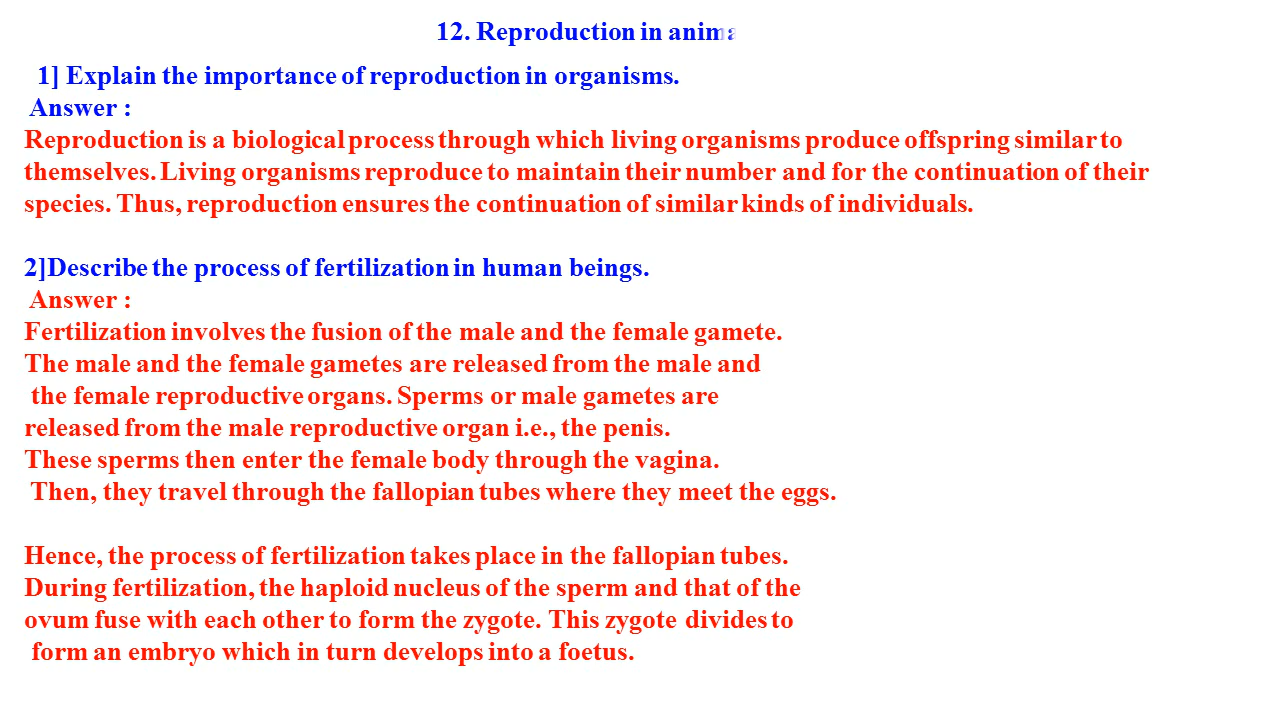 12. Reproduction in anima
1] Explain the importance of reproduction in organisms.
Answer :
Reproduction is a biological process through which living organisms produce offspring similar to
themselves. Living organisms reproduce to maintain their number and for the continuation of their
species. Thus, reproduction ensures the continuation of similar kinds of individuals.
2]Describe the process of fertilization in human beings.
Answer :
Fertilization involves the fusion of the male and the female gamete.
The male and the female gametes are released from the male and
the female reproductive organs. Sperms or male gametes are
released from the male reproductive organ i.e., the penis.
These sperms then enter the female body through the vagina.
Then, they travel through the fallopian tubes where they meet the eggs.
Hence, the process of fertilization takes place in the fallopian tubes.
During fertilization, the haploid nucleus of the sperm and that of the
ovum fuse with each other to form the zygote. This zygote divides to
form an embryo which in turn develops into a foetus.